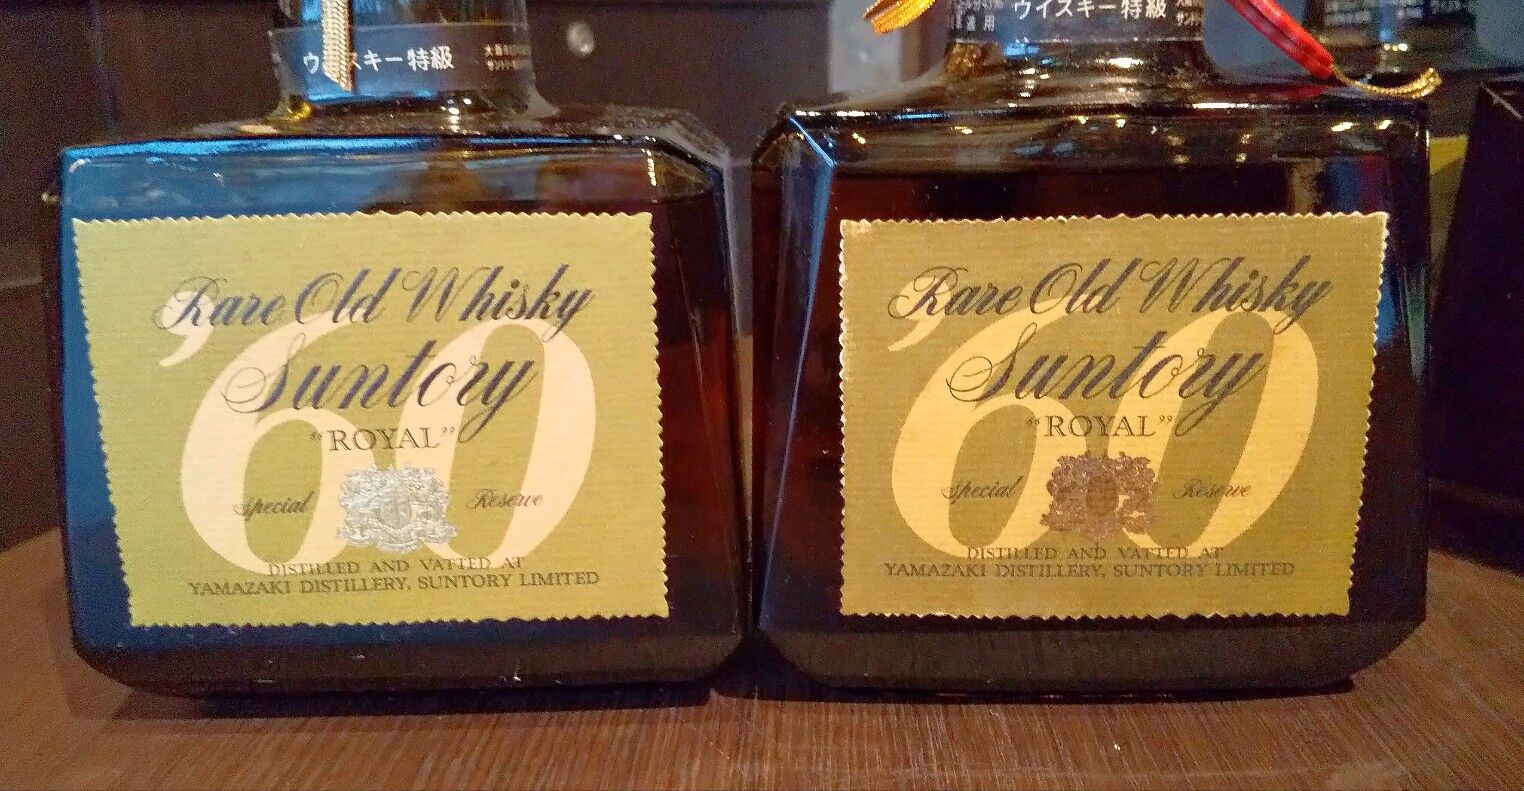 ウイスキー特級
’60
Rare Old Whisky
Suntory
“ROYAL”
Special Reserve
DISTILLED AND VATTED AT
YAMAZAKI DISTILLERY, SUNTORY LIMITED
ウイスキー特級
’60
Rare Old Whisky
Suntory
“ROYAL”
Special Reserve
DISTILLED AND VATTED AT
YAMAZAKI DISTILLERY, SUNTORY LIMITED